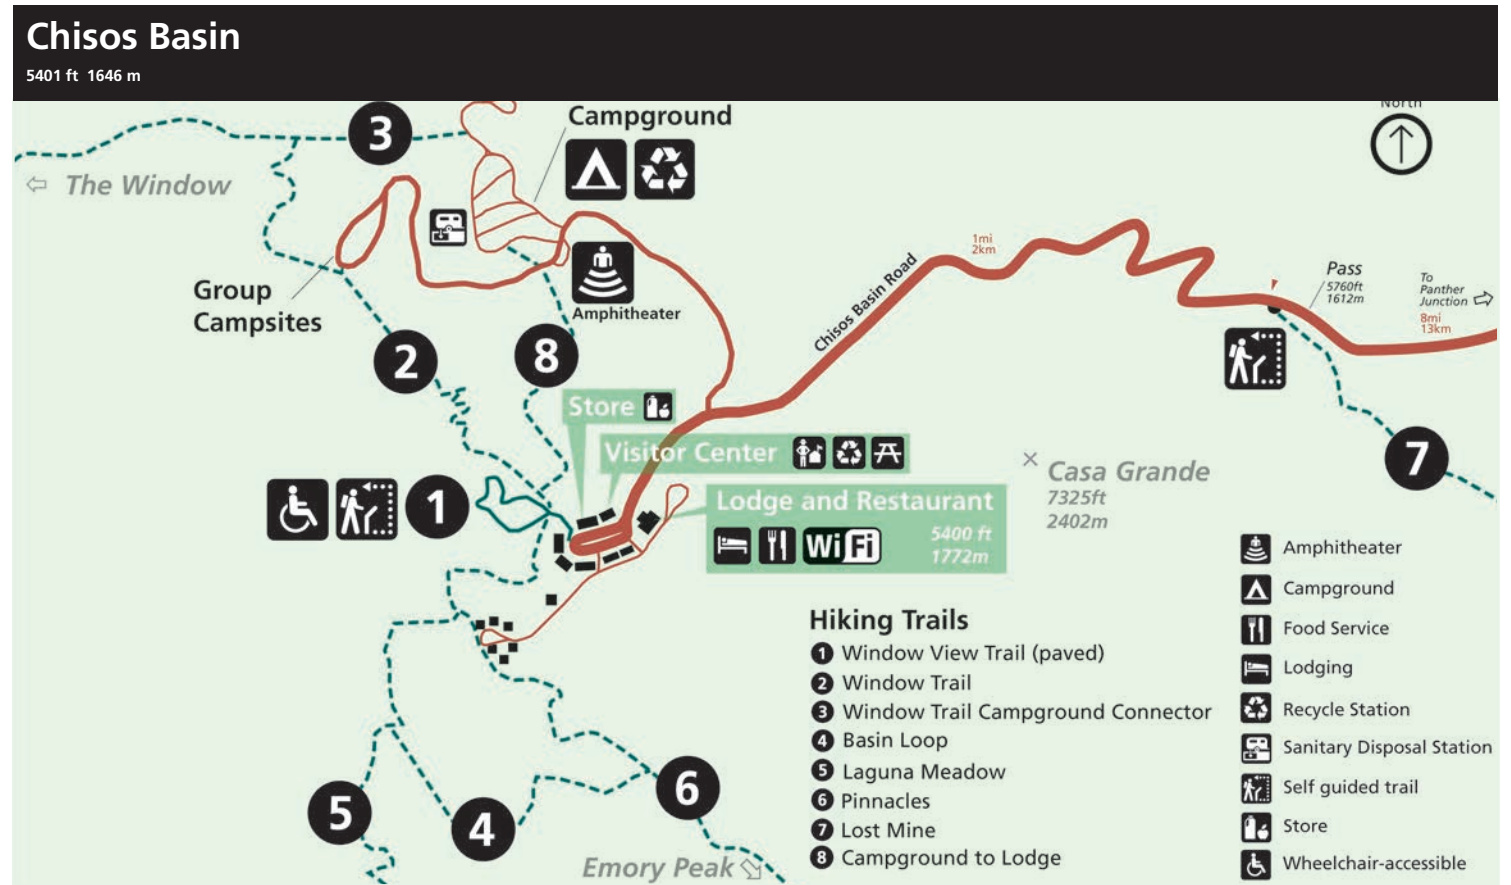 Chisos Basin
5401 ft 1646 m
North
3
Campground
The Window
1mi
2km
Chisos Basin Road
Pass
5760ft
1612m
To
Panther
Junction
8mi
13km
Group
Campsites
Amphitheater
2
8
Store
Visitor Center
7
Casa Grande
7325ft
2402m
1
Lodge and Restaurant
WiFi
5400 ft
1772m
5
4
6
Emory Peak
Hiking Trails
1 Window View Trail (paved)
2 Window Trail
3 Window Trail Campground Connector
4 Basin Loop
5 Laguna Meadow
6 Pinnacles
7 Lost Mine
8 Campground to Lodge
Amphitheater
Campground
Food Service
Lodging
Recycle Station
Sanitary Disposal Station
Self guided trail
Store
Wheelchair-accessible